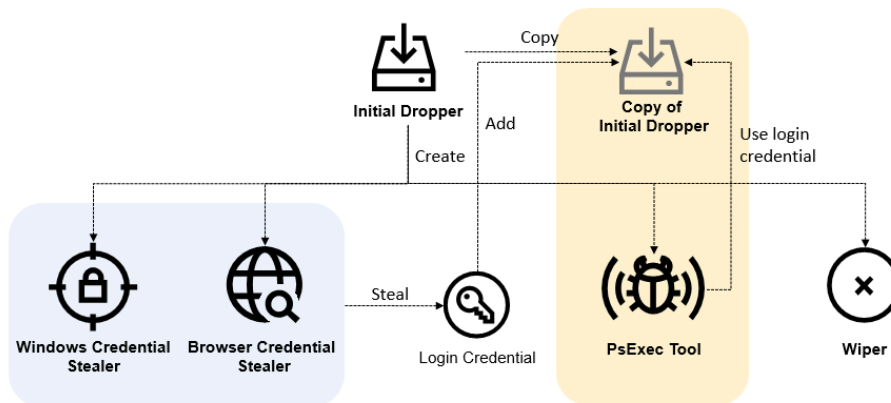 Copy
Initial Dropper
Copy of
Initial Dropper
Add
Use login
credential
Create
Steal
Windows Credential
Stealer
Browser Credential
Stealer
Login Credential
PsExec Tool
Wiper